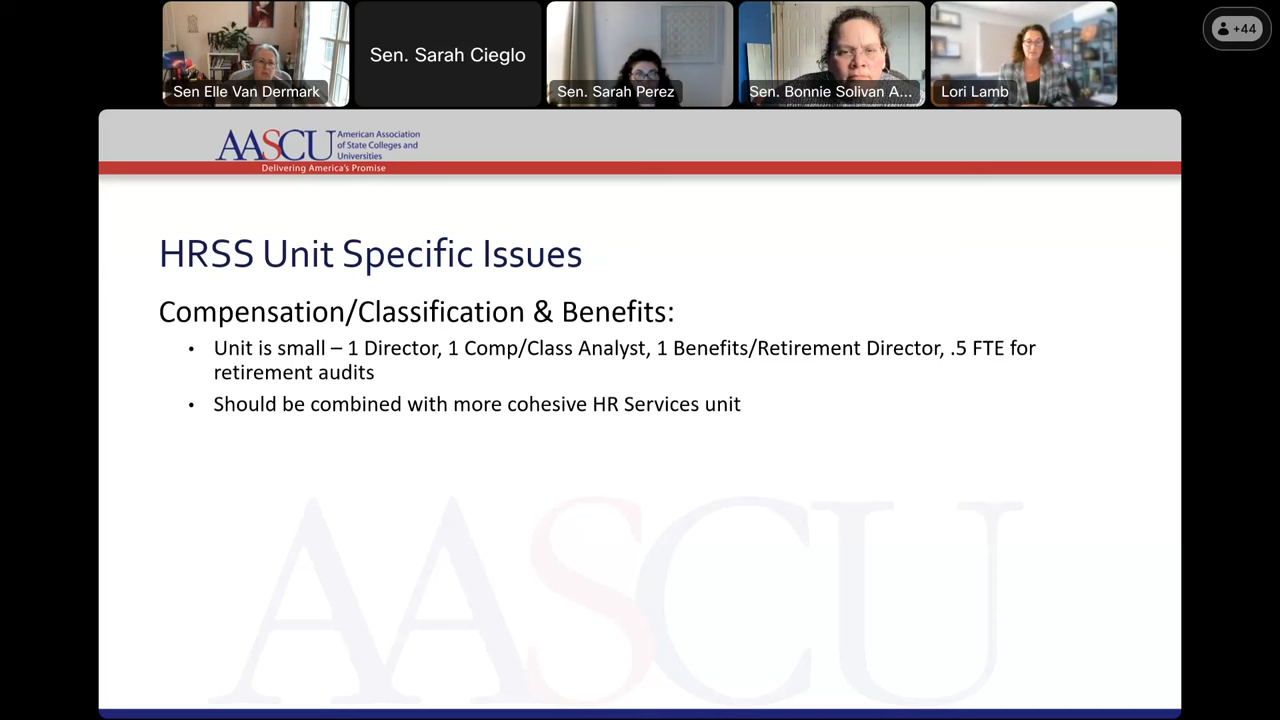 Sen Elle Van Dermark
Sen. Sarah Cieglo
Sen. Sarah Perez
Sen. Bonnie Solivan A...
Lori Lamb
+44
AASCU
American Association
of State Colleges and
Universities
Delivering America's Promise
HRSS Unit Specific Issues
Compensation/Classification & Benefits:
• Unit is small – 1 Director, 1 Comp/Class Analyst, 1 Benefits/Retirement Director, .5 FTE for
retirement audits
• Should be combined with more cohesive HR Services unit
AASCU